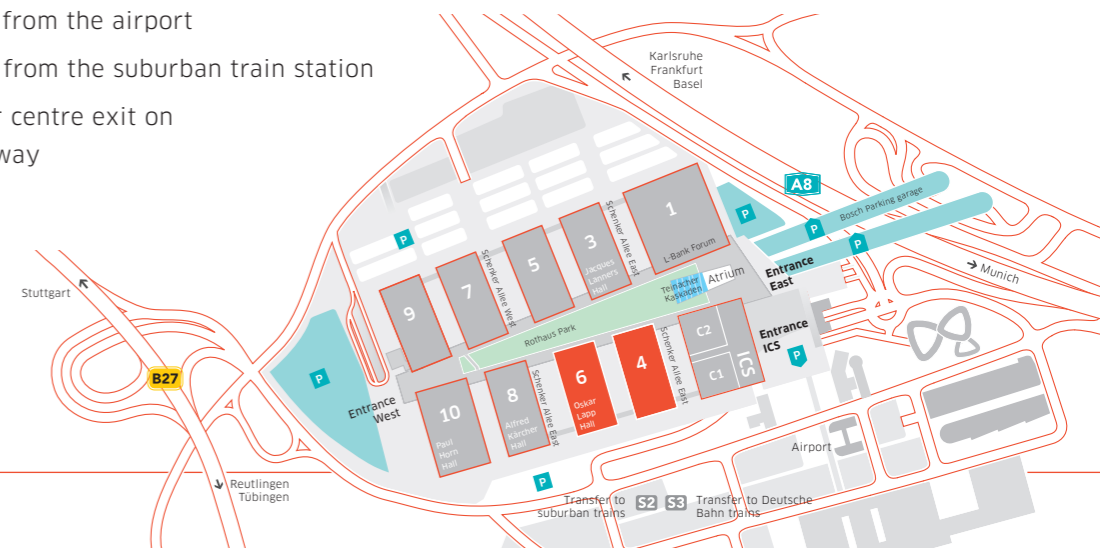 from the airport
from the suburban train station
centre exit on
way
Karlsruhe
Frankfurt
Basel
A8
Bosch Parking garage
P
P
P
P
1
L-Bank Forum
Schenker Allee East
3
Jacques
Lanners
Hall
5
Schenker Allee West
7
9
Teinacher
Kaskaden
Atrium
Entrance
East
Munich
Rothaus Park
Stuttgart
B27
P
Entrance
West
10
Paul
Horn
Hall
8
Alfred
Kärcher
Hall
Schenker Allee East
6
Oskar
Lapp
Hall
4
Schenker Allee East
C2
C1
ICS
Entrance
ICS
P
Airport
P
Reutlingen
Tübingen
Transfer to
suburban trains
S2
S3
Transfer to Deutsche
Bahn trains